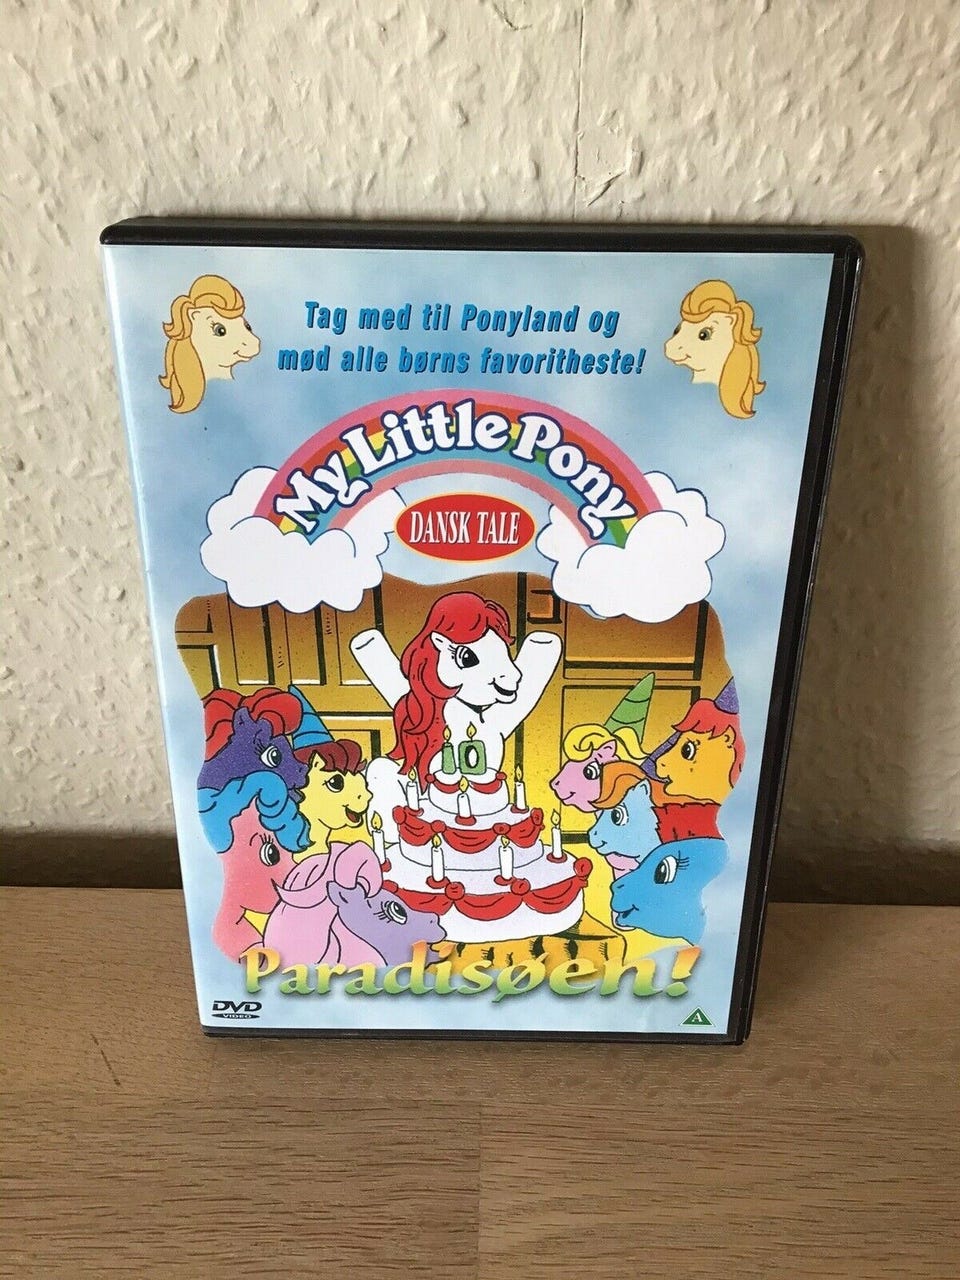 Tag med til Ponyland og
mød alle børns favoritheste!
My Little Pony
DANSK TALE
10
Paradisøen!
DVD
VIDEO
A